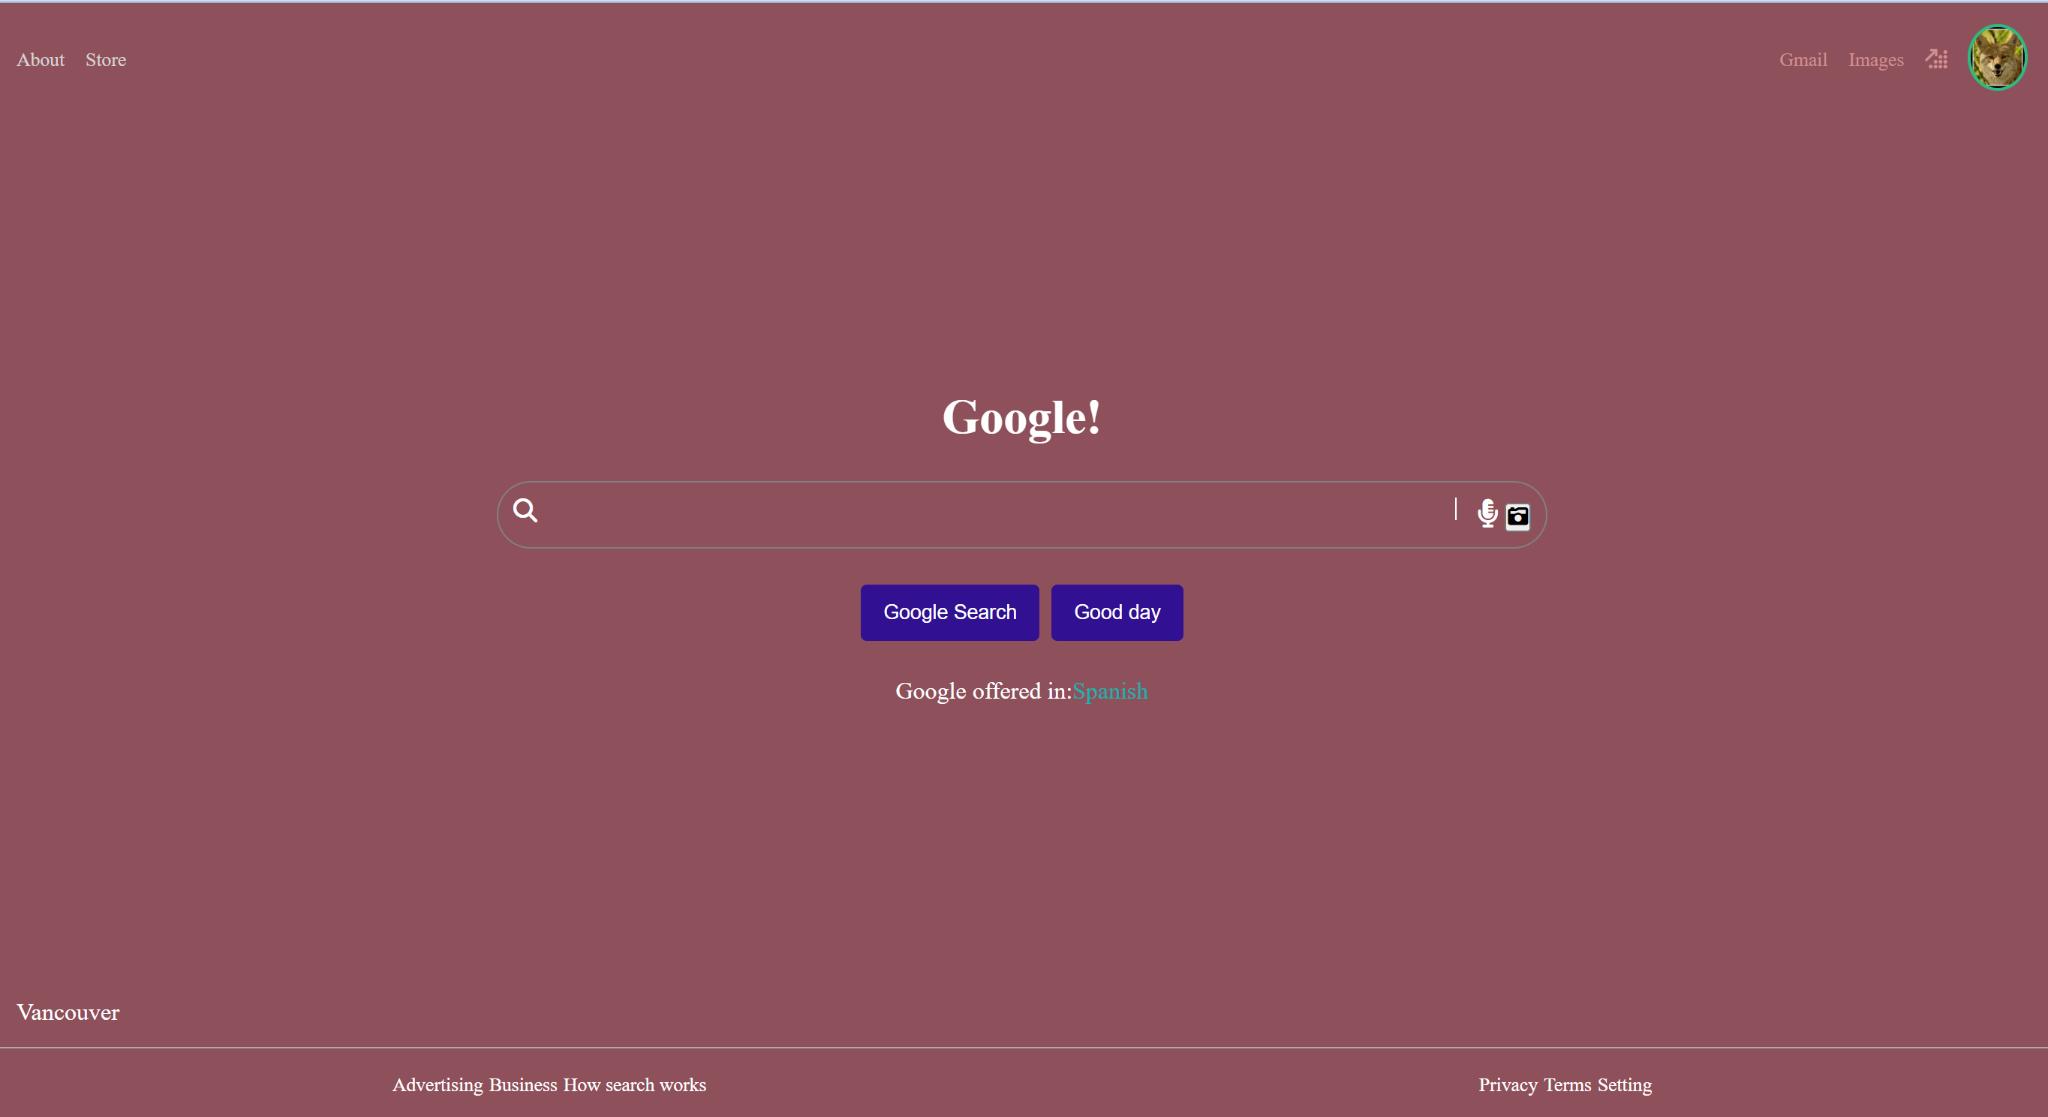 About Store
Gmail Images
Google!
Google Search
Good day
Google offered in:Spanish
Vancouver
Advertising Business How search works
Privacy Terms Setting